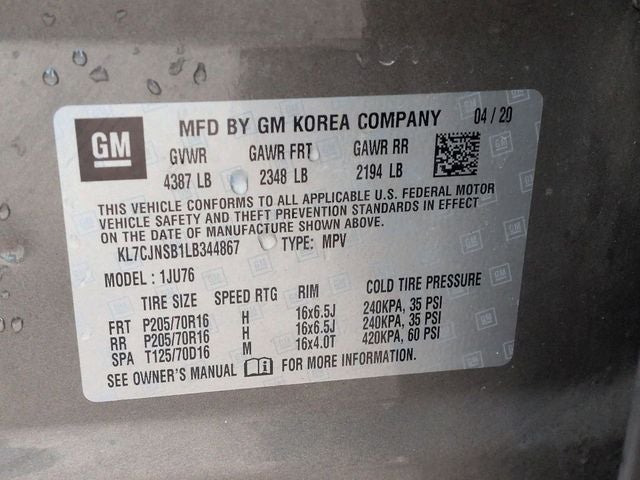 GM
MFD BY GM KOREA COMPANY 04 / 20
GVWR GAWR FRT GAWR RR
4387 LB 2348 LB 2194 LB
THIS VEHICLE CONFORMS TO ALL APPLICABLE U.S. FEDERAL MOTOR
VEHICLE SAFETY AND THEFT PREVENTION STANDARDS IN EFFECT
ON THE DATE OF MANUFACTURE SHOWN ABOVE.
KL7CJNSB1LB344867 TYPE: MPV
MODEL : 1JU76
TIRE SIZE SPEED RTG RIM COLD TIRE PRESSURE
FRT P205/70R16 H 16x6.5J 240KPA, 35 PSI
RR P205/70R16 H 16x6.5J 240KPA, 35 PSI
SPA T125/70D16 M 16x4.0T 420KPA, 60 PSI
SEE OWNER'S MANUAL FOR MORE INFORMATION.